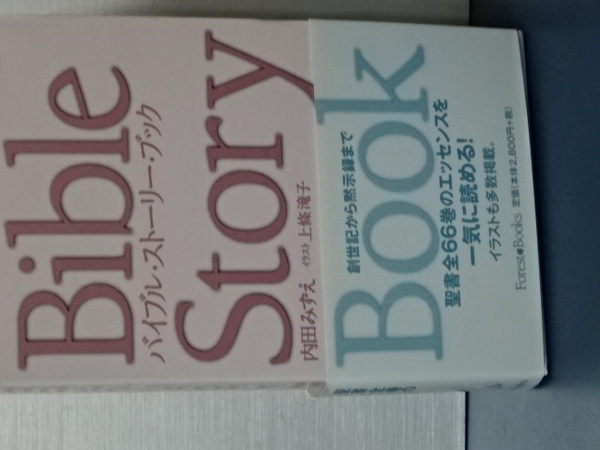 Bible
バイブル・ストーリー・ブック
Story
内田みずえ イラスト 上條滝子
Book
創世記から黙示録まで
聖書全66巻のエッセンスを
一気に読める!
イラストも多数掲載。
Forest•Books 定価(本体2,800円+税)